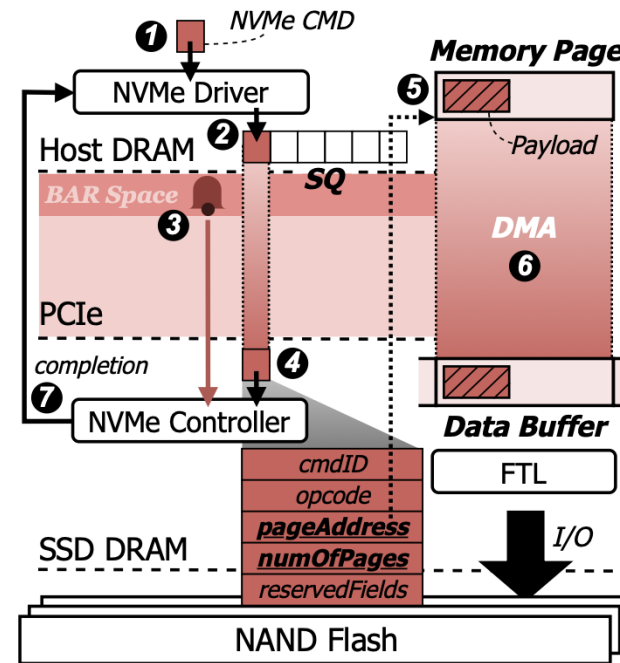 1
NVMe CMD
NVMe Driver
2
Host DRAM
SQ
BAR Space
3
PCIe
4
completion
7
NVMe Controller
cmdID
opcode
pageAddress
numOfPages
reservedFields
SSD DRAM
Memory Page
5
Payload
DMA
6
Data Buffer
FTL
I/O
NAND Flash